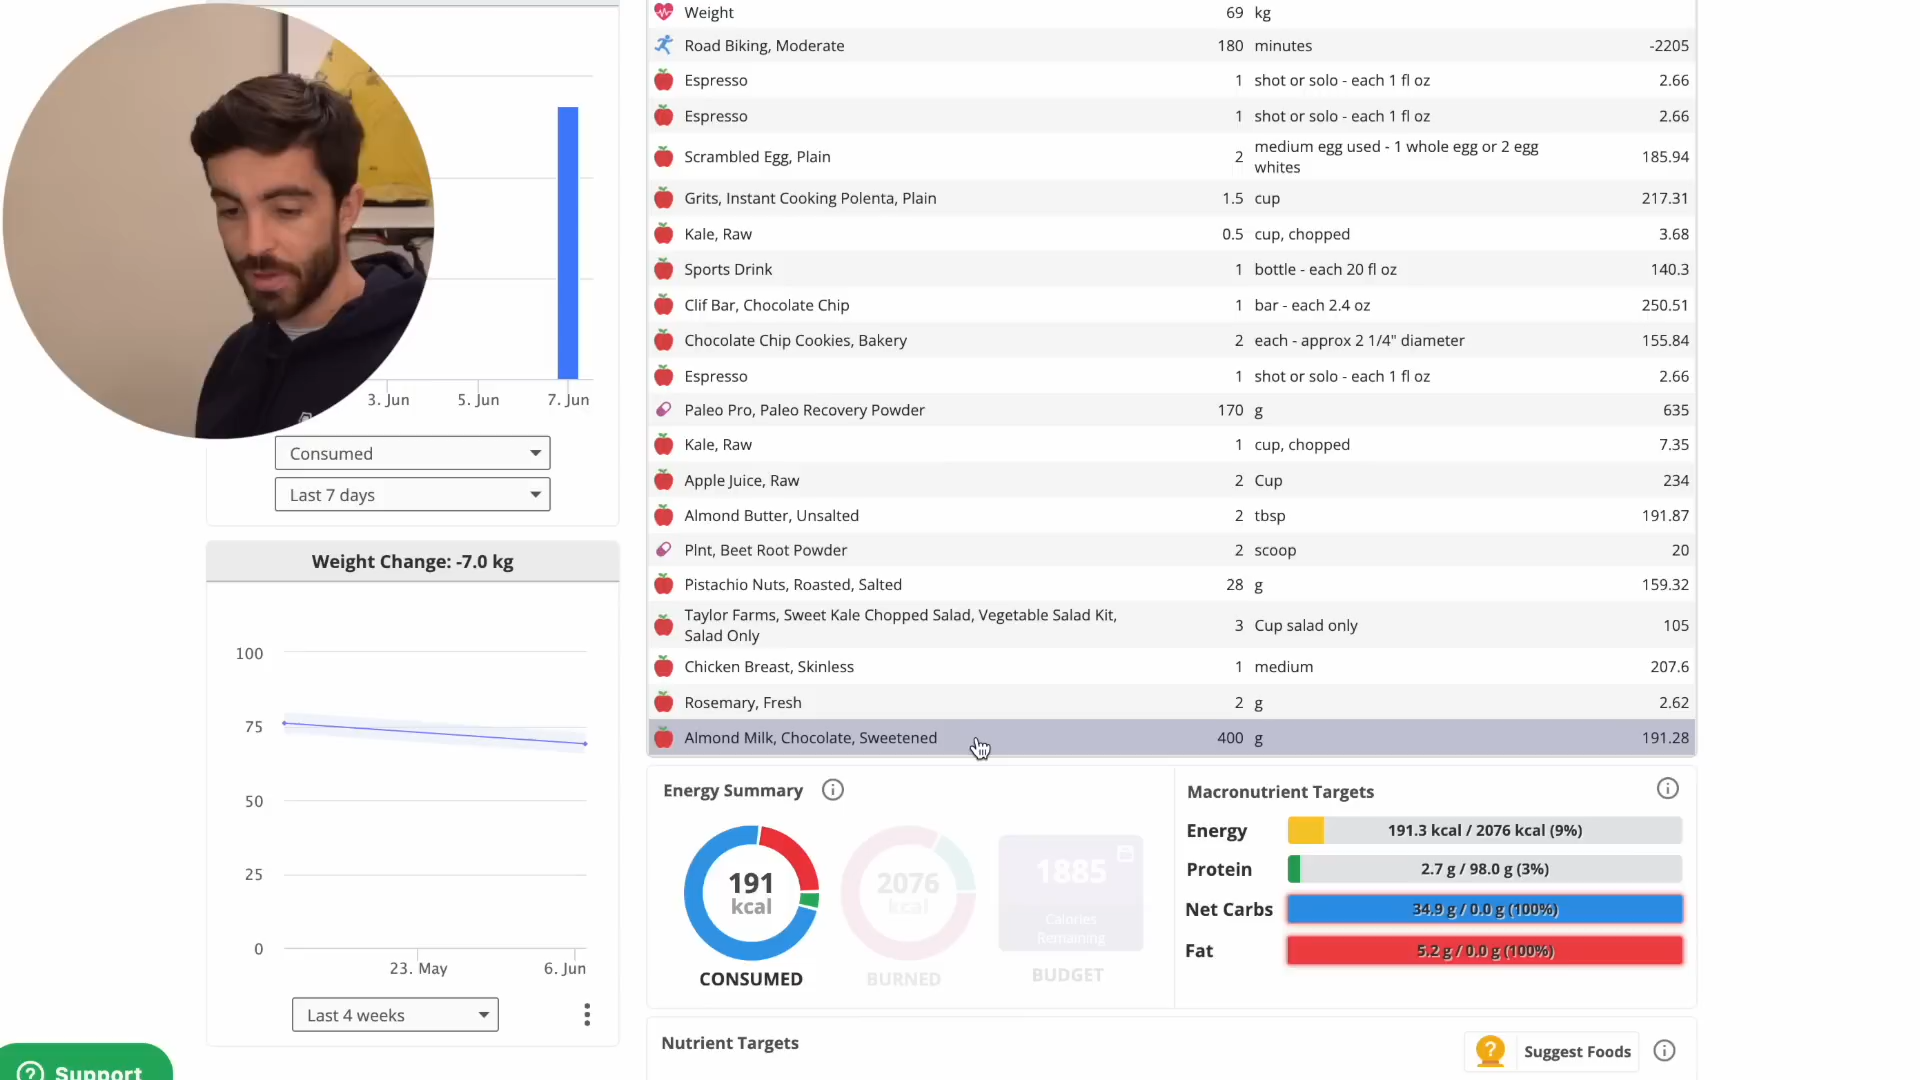 Weight 69 kg
Road Biking, Moderate 180 minutes -2205
Espresso 1 shot or solo - each 1 fl oz 2.66
Espresso 1 shot or solo - each 1 fl oz 2.66
Scrambled Egg, Plain 2 medium egg used - 1 whole egg or 2 egg whites 185.94
Grits, Instant Cooking Polenta, Plain 1.5 cup 217.31
Kale, Raw 0.5 cup, chopped 3.68
Sports Drink 1 bottle - each 20 fl oz 140.3
Clif Bar, Chocolate Chip 1 bar - each 2.4 oz 250.51
Chocolate Chip Cookies, Bakery 2 each - approx 2 1/4" diameter 155.84
Espresso 1 shot or solo - each 1 fl oz 2.66
Paleo Pro, Paleo Recovery Powder 170 g 635
Kale, Raw 1 cup, chopped 7.35
Apple Juice, Raw 2 Cup 234
Almond Butter, Unsalted 2 tbsp 191.87
Plnt, Beet Root Powder 2 scoop 20
Pistachio Nuts, Roasted, Salted 28 g 159.32
Taylor Farms, Sweet Kale Chopped Salad, Vegetable Salad Kit,
Salad Only 3 Cup salad only 105
Chicken Breast, Skinless 1 medium 207.6
Rosemary, Fresh 2 g 2.62
Almond Milk, Chocolate, Sweetened 400 g 191.28
3. Jun 5. Jun 7. Jun
Consumed
Last 7 days
Weight Change: -7.0 kg
100
75
50
25
0
23. May 6. Jun
Last 4 weeks
Support
Energy Summary
191
kcal
CONSUMED
2076
kcal
BURNED
1885
Calories
Remaining
BUDGET
Macronutrient Targets
Energy 191.3 kcal / 2076 kcal (9%)
Protein 2.7 g / 98.0 g (3%)
Net Carbs 34.9 g / 0.0 g (100%)
Fat 5.2 g / 0.0 g (100%)
Nutrient Targets
Suggest Foods